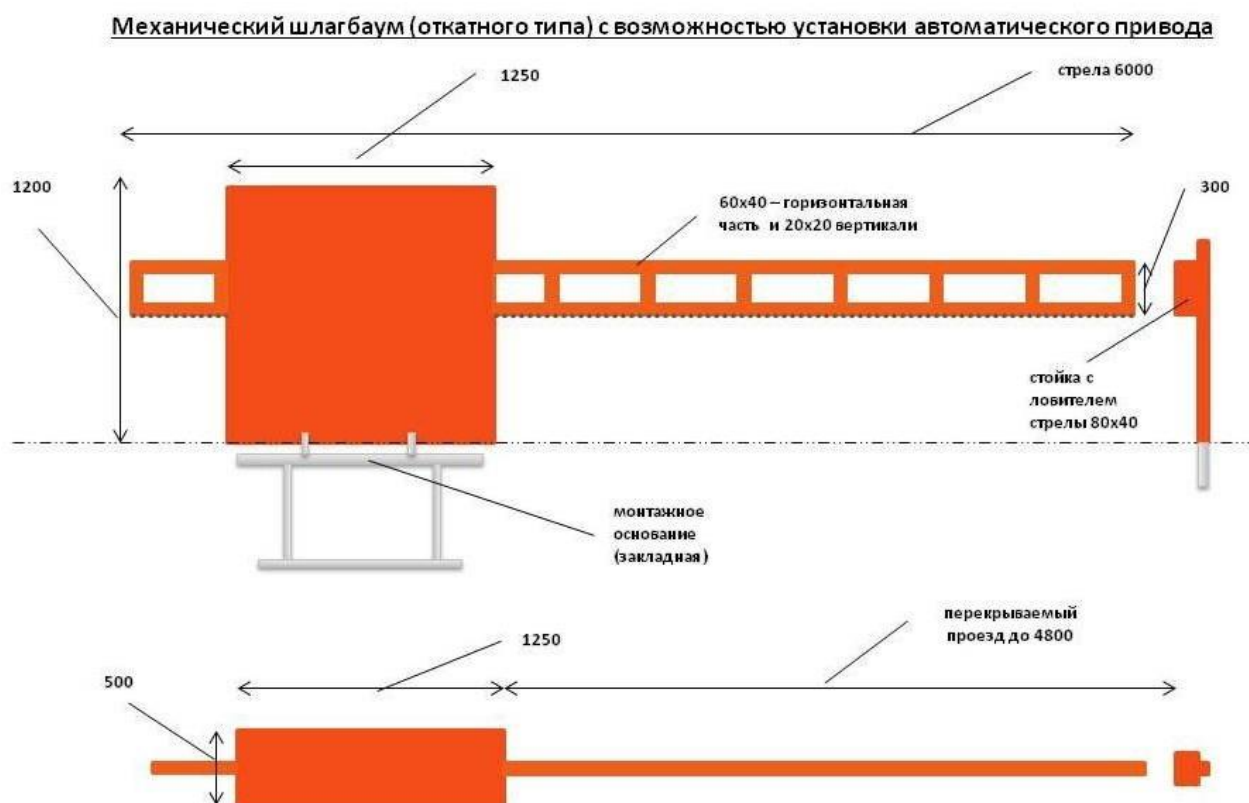 Механический шлагбаум (откатного типа) с возможностью установки автоматического привода
1250
стрела 6000
1200
60х40 – горизонтальная
часть и 20х20 вертикали
300
стойка с
ловителем
стрелы 80х40
монтажное
основание
(закладная)
перекрываемый
проезд до 4800
1250
500